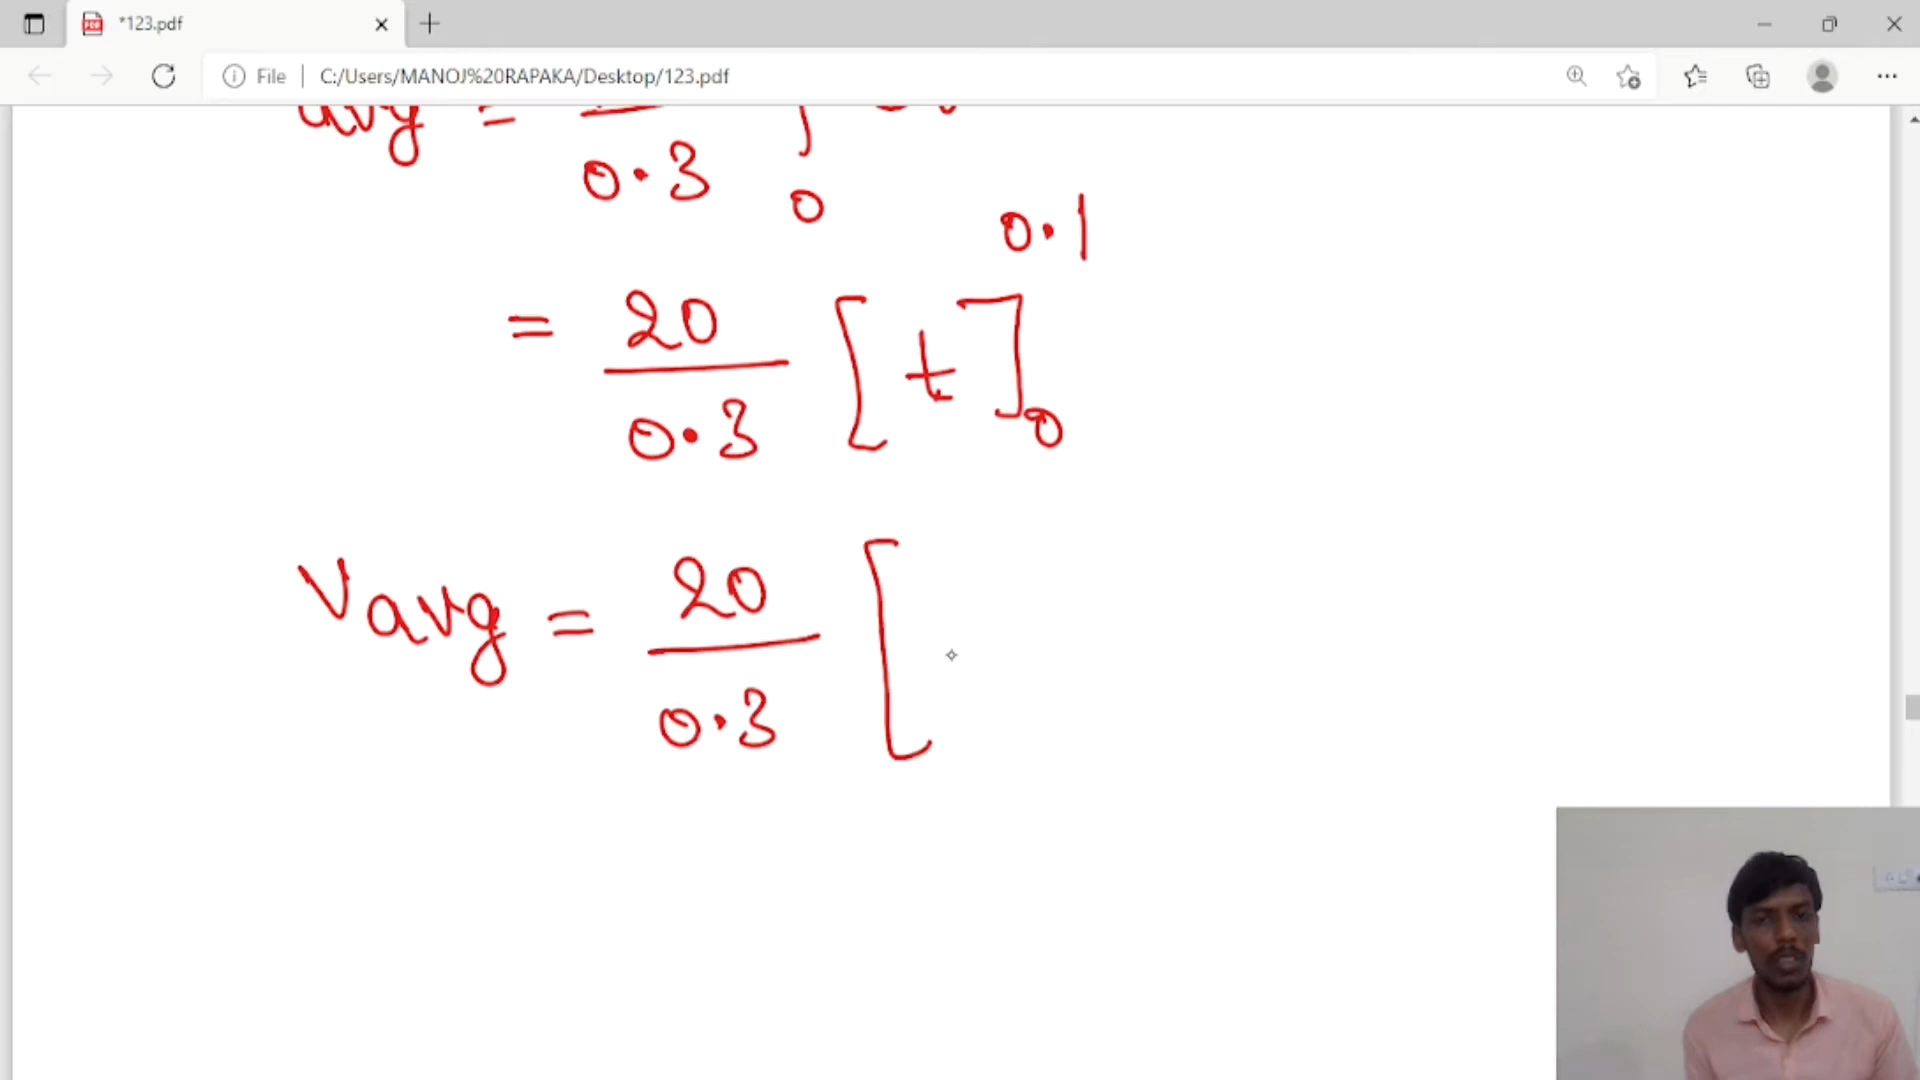 *123.pdf
File | C:/Users/MANOJ%20RAPAKA/Desktop/123.pdf
avg =
0.3
0
0.1
= 20 [ t ]
0.3
0
Vavg = 20 [
0.3